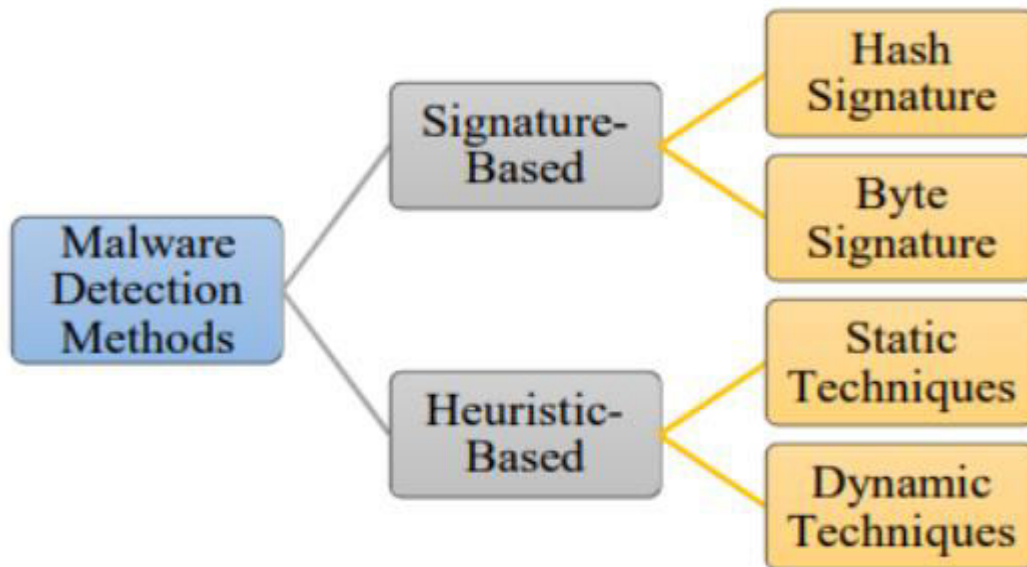 Malware
Detection
Methods
Signature-
Based
Heuristic-
Based
Hash
Signature
Byte
Signature
Static
Techniques
Dynamic
Techniques